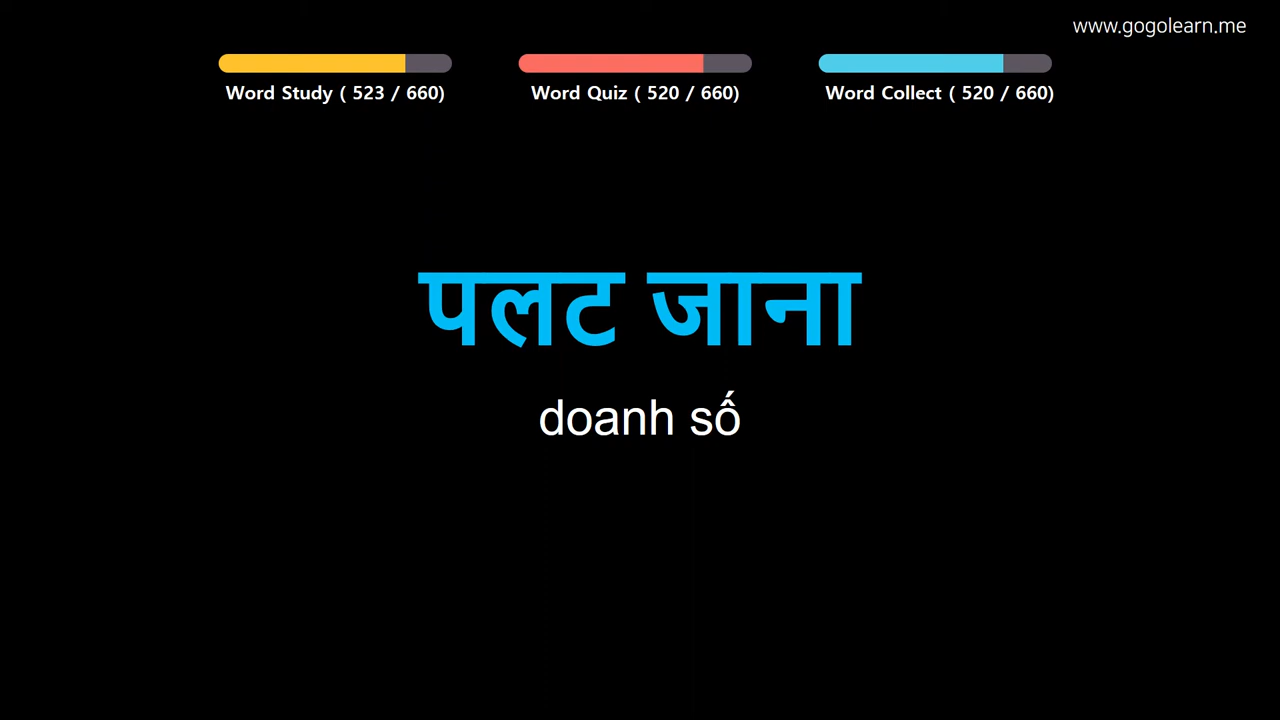 www.gogolearn.me
Word Study ( 523 / 660)
Word Quiz ( 520 / 660)
Word Collect ( 520 / 660)
पलट जाना
doanh số